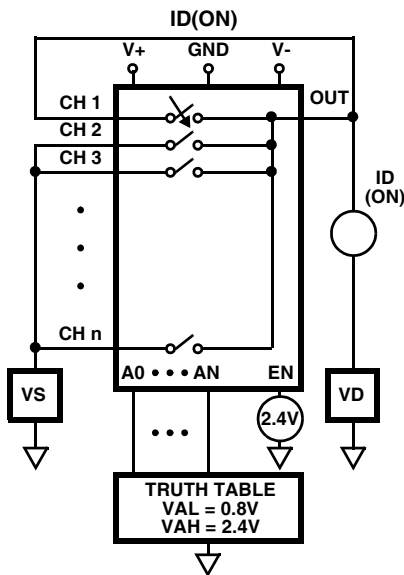 ID(ON)
V+ GND V-
OUT
CH 1
CH 2
CH 3
ID
(ON)
CH n
A0 • • • AN EN
VS
2.4V
VD
• • •
TRUTH TABLE
VAL = 0.8V
VAH = 2.4V